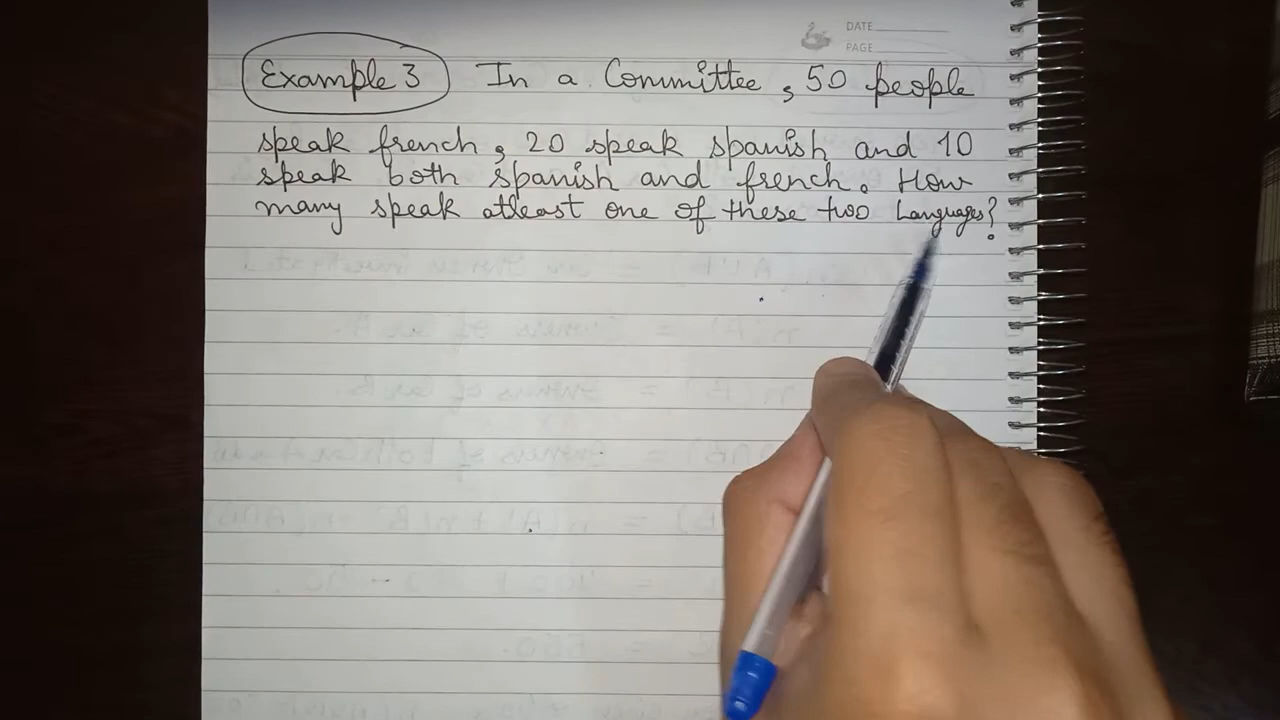 DATE
PAGE
Example 3 In a Committee, 50 people
speak french, 20 speak spanish and 10
speak both spanish and french. How
many speak atleast one of these two Languages?